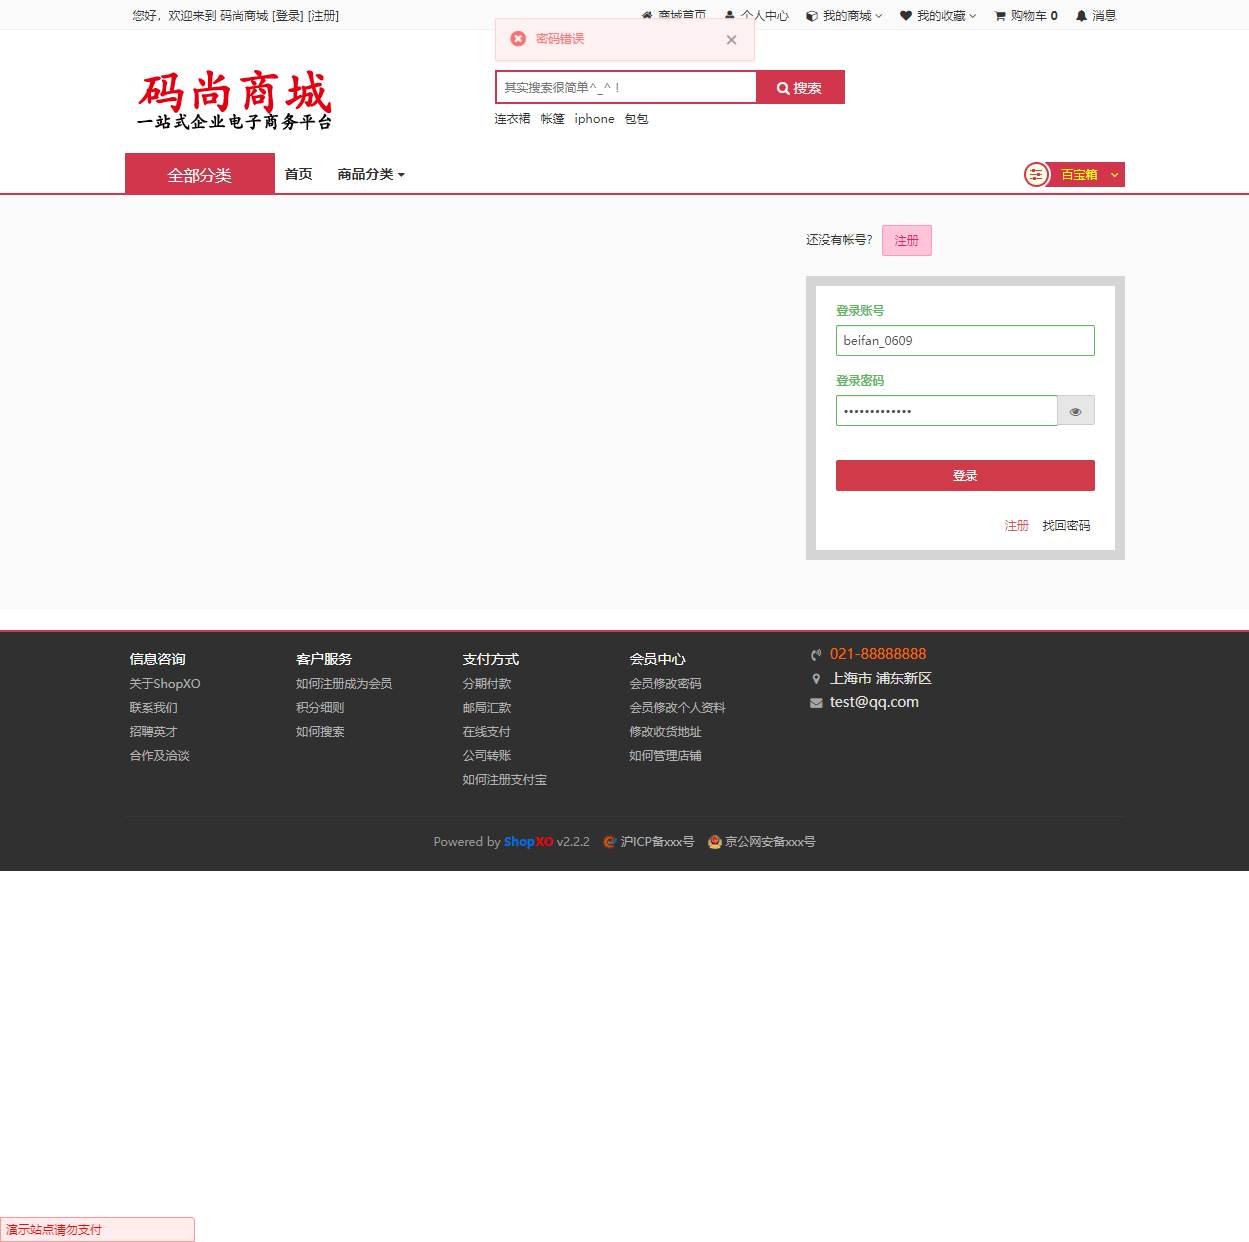 您好，欢迎来到 码尚商城 [登录] [注册]
商城首页 个人中心 我的商城 我的收藏 购物车 0 消息
密码错误
码尚商城
一站式企业电子商务平台
其实搜索很简单^_^ !
搜索
连衣裙 帐篷 iphone 包包
全部分类 首页 商品分类
百宝箱
还没有帐号? 注册
登录账号
beifan_0609
登录密码
•••••••••••••
登录
注册 找回密码
信息咨询
关于ShopXO
联系我们
招聘英才
合作及洽谈
客户服务
如何注册成为会员
积分细则
如何搜索
支付方式
分期付款
邮局汇款
在线支付
公司转账
如何注册支付宝
会员中心
会员修改密码
会员修改个人资料
修改收货地址
如何管理店铺
021-88888888
上海市 浦东新区
test@qq.com
Powered by ShopXO v2.2.2 沪ICP备xxx号 京公网安备xxx号
演示站点请勿支付